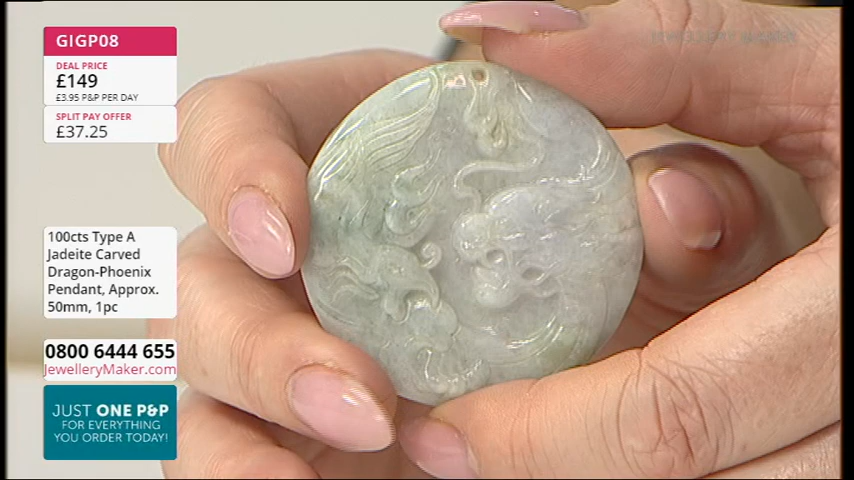 GIGP08
DEAL PRICE
£149
£3.95 P&P PER DAY
SPLIT PAY OFFER
£37.25
100cts Type A
Jadeite Carved
Dragon-Phoenix
Pendant, Approx.
50mm, 1pc
0800 6444 655
JewelleryMaker.com
JUST ONE P&P
FOR EVERYTHING
YOU ORDER TODAY!